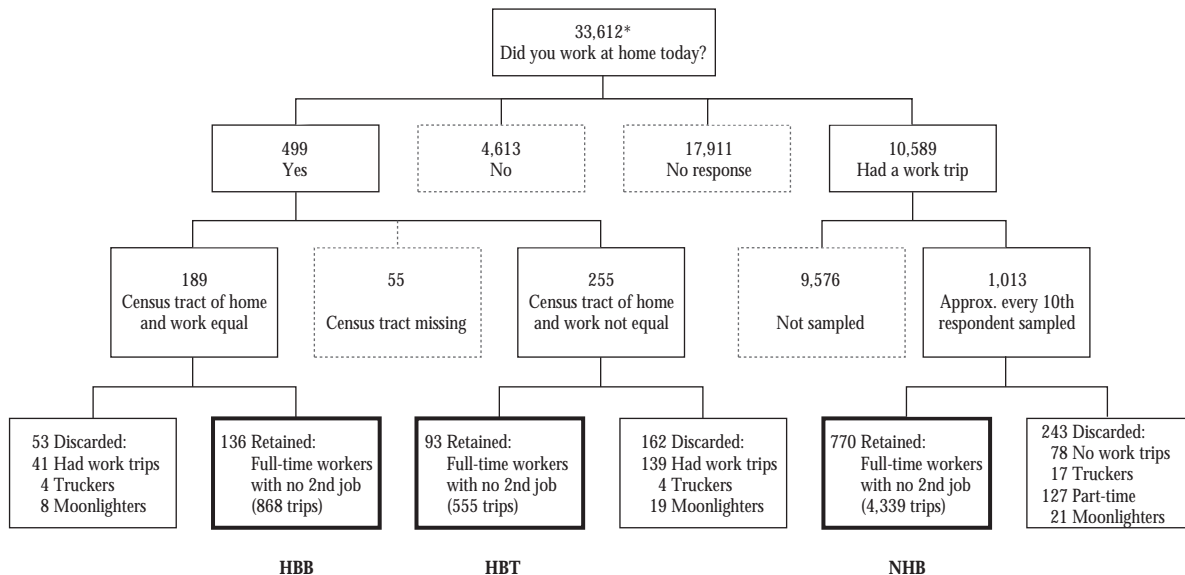 33,612*
Did you work at home today?
499
Yes
4,613
No
17,911
No response
10,589
Had a work trip
189
Census tract of home
and work equal
55
Census tract missing
255
Census tract of home
and work not equal
9,576
Not sampled
1,013
Approx. every 10th
respondent sampled
53 Discarded:
41 Had work trips
4 Truckers
8 Moonlighters
136 Retained:
Full-time workers
with no 2nd job
(868 trips)
93 Retained:
Full-time workers
with no 2nd job
(555 trips)
162 Discarded:
139 Had work trips
4 Truckers
19 Moonlighters
770 Retained:
Full-time workers
with no 2nd job
(4,339 trips)
243 Discarded:
78 No work trips
17 Truckers
127 Part-time
21 Moonlighters
HBB
HBT
NHB